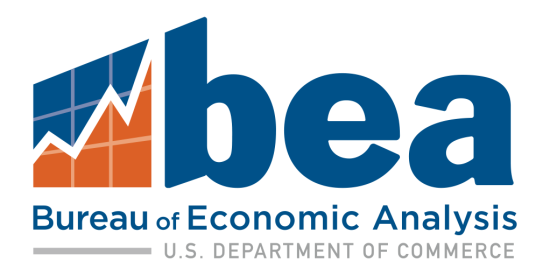 bea
Bureau of Economic Analysis
U.S. DEPARTMENT OF COMMERCE